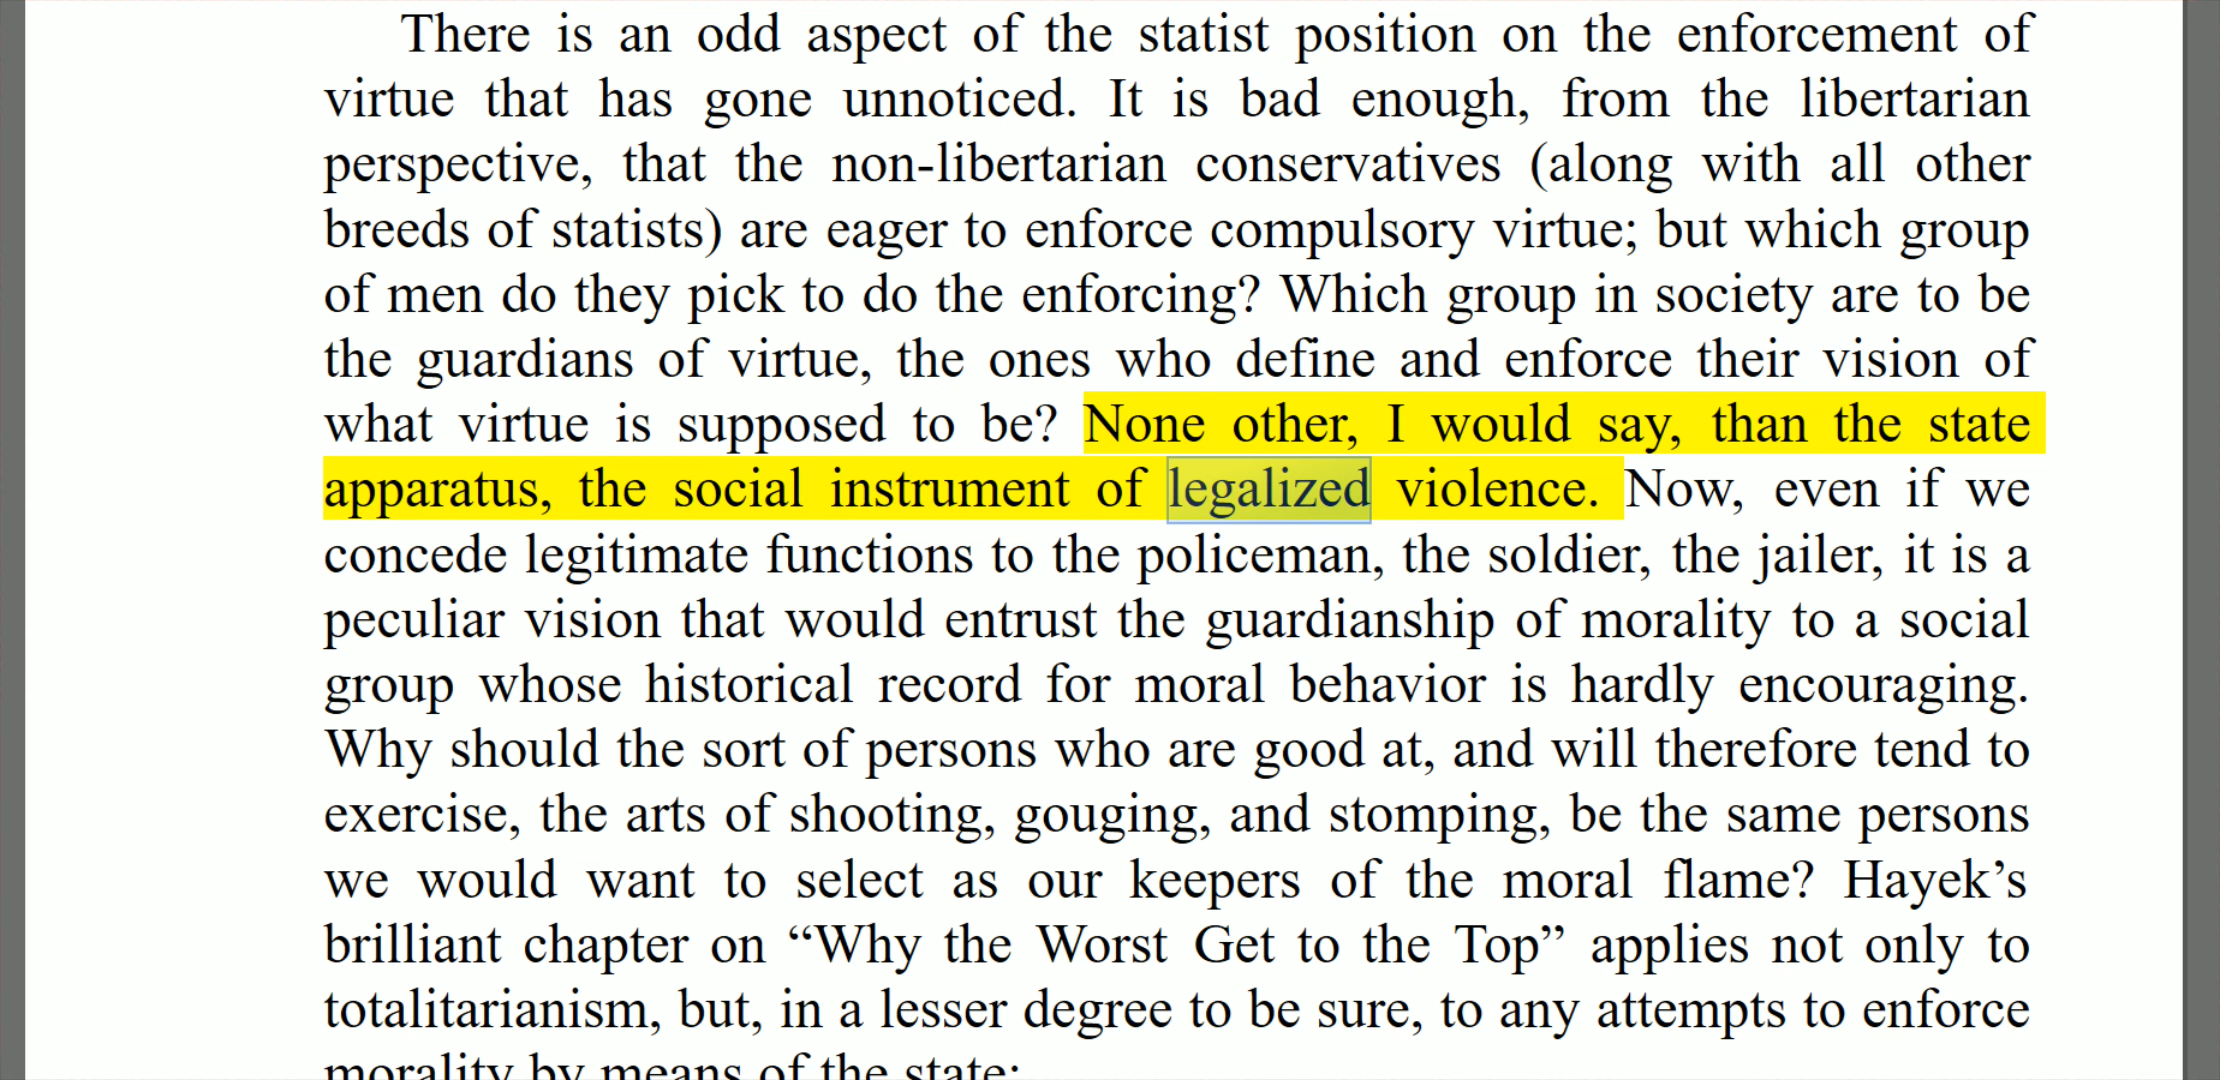 There is an odd aspect of the statist position on the enforcement of
virtue that has gone unnoticed. It is bad enough, from the libertarian
perspective, that the non-libertarian conservatives (along with all other
breeds of statists) are eager to enforce compulsory virtue; but which group
of men do they pick to do the enforcing? Which group in society are to be
the guardians of virtue, the ones who define and enforce their vision of
what virtue is supposed to be? None other, I would say, than the state
apparatus, the social instrument of legalized violence. Now, even if we
concede legitimate functions to the policeman, the soldier, the jailer, it is a
peculiar vision that would entrust the guardianship of morality to a social
group whose historical record for moral behavior is hardly encouraging.
Why should the sort of persons who are good at, and will therefore tend to
exercise, the arts of shooting, gouging, and stomping, be the same persons
we would want to select as our keepers of the moral flame? Hayek’s
brilliant chapter on “Why the Worst Get to the Top” applies not only to
totalitarianism, but, in a lesser degree to be sure, to any attempts to enforce
morality by means of the state: